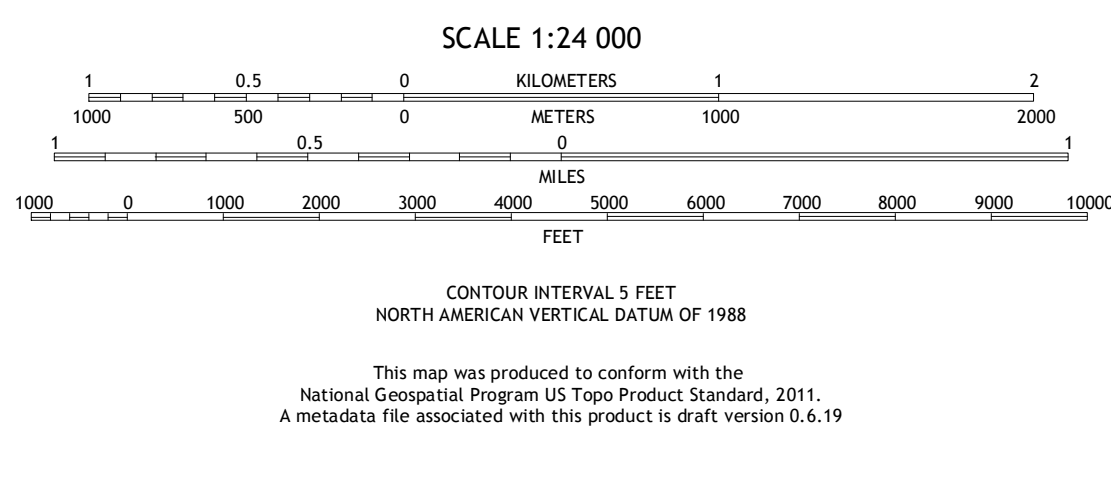 SCALE 1:24 000
1 0.5 0 KILOMETERS 1 2
1000 500 0 METERS 1000 2000
1 0.5 0 1
MILES
1000 0 1000 2000 3000 4000 5000 6000 7000 8000 9000 10000
FEET
CONTOUR INTERVAL 5 FEET
NORTH AMERICAN VERTICAL DATUM OF 1988
This map was produced to conform with the
National Geospatial Program US Topo Product Standard, 2011.
A metadata file associated with this product is draft version 0.6.19